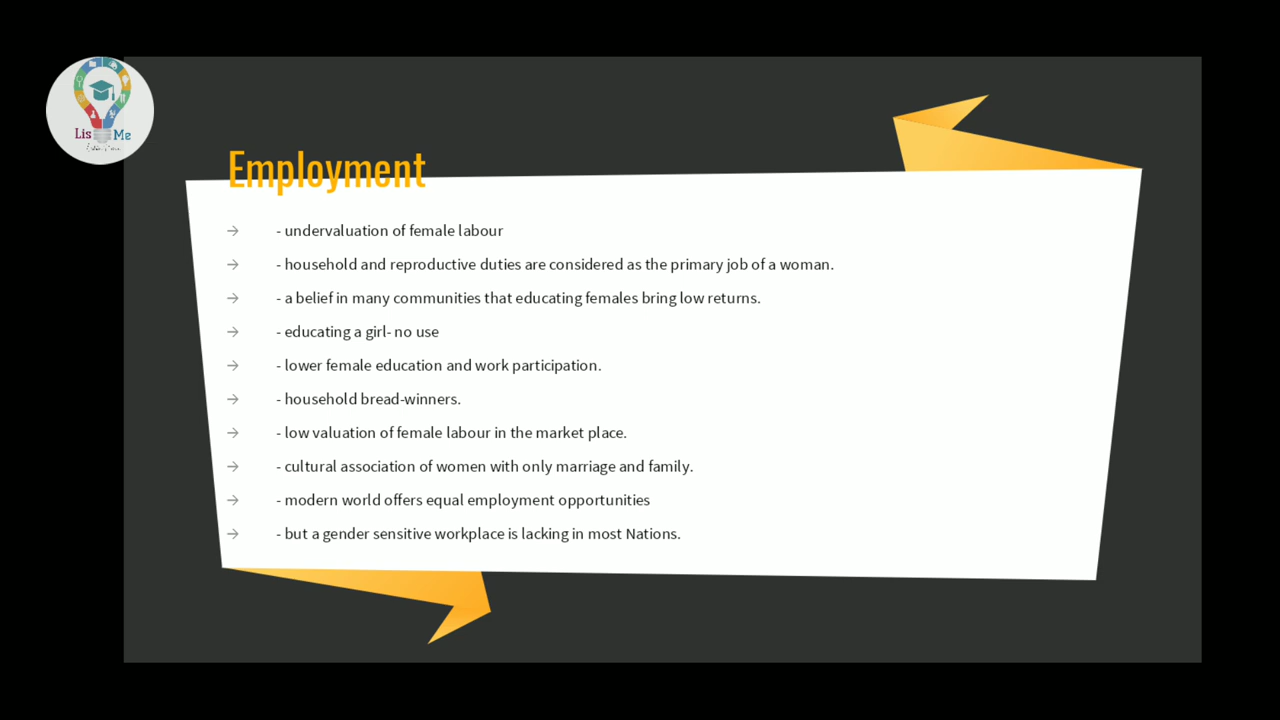 Lis Me
Employment
→ - undervaluation of female labour
→ - household and reproductive duties are considered as the primary job of a woman.
→ - a belief in many communities that educating females bring low returns.
→ - educating a girl- no use
→ - lower female education and work participation.
→ - household bread-winners.
→ - low valuation of female labour in the market place.
→ - cultural association of women with only marriage and family.
→ - modern world offers equal employment opportunities
→ - but a gender sensitive workplace is lacking in most Nations.